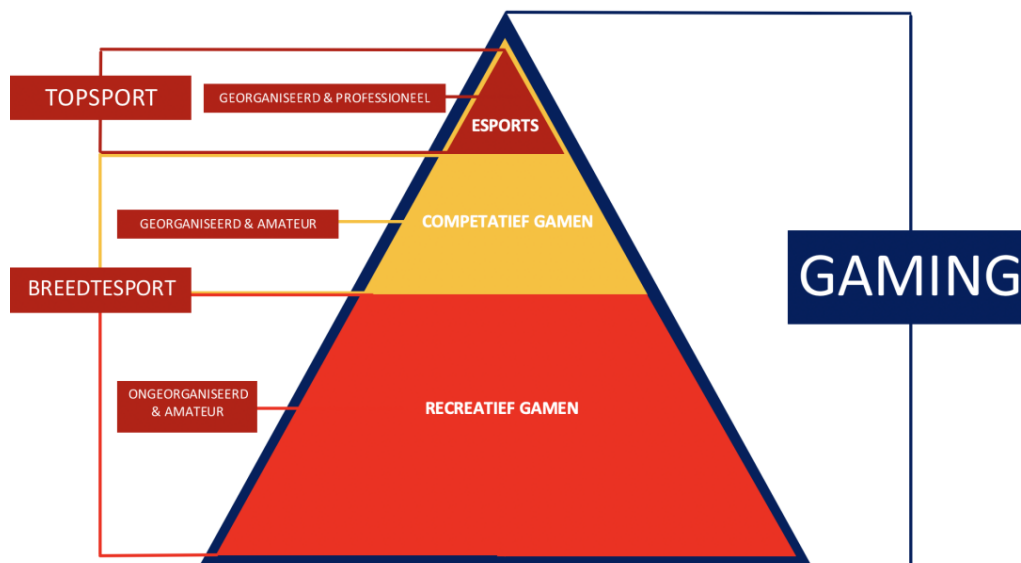 TOPSPORT
GEORGANISEERD & PROFESSIONEEL
ESPORTS
GEORGANISEERD & AMATEUR
COMPETATIEF GAMEN
BREEDTESPORT
GAMING
ONGEORGANISEERD
& AMATEUR
RECREATIEF GAMEN